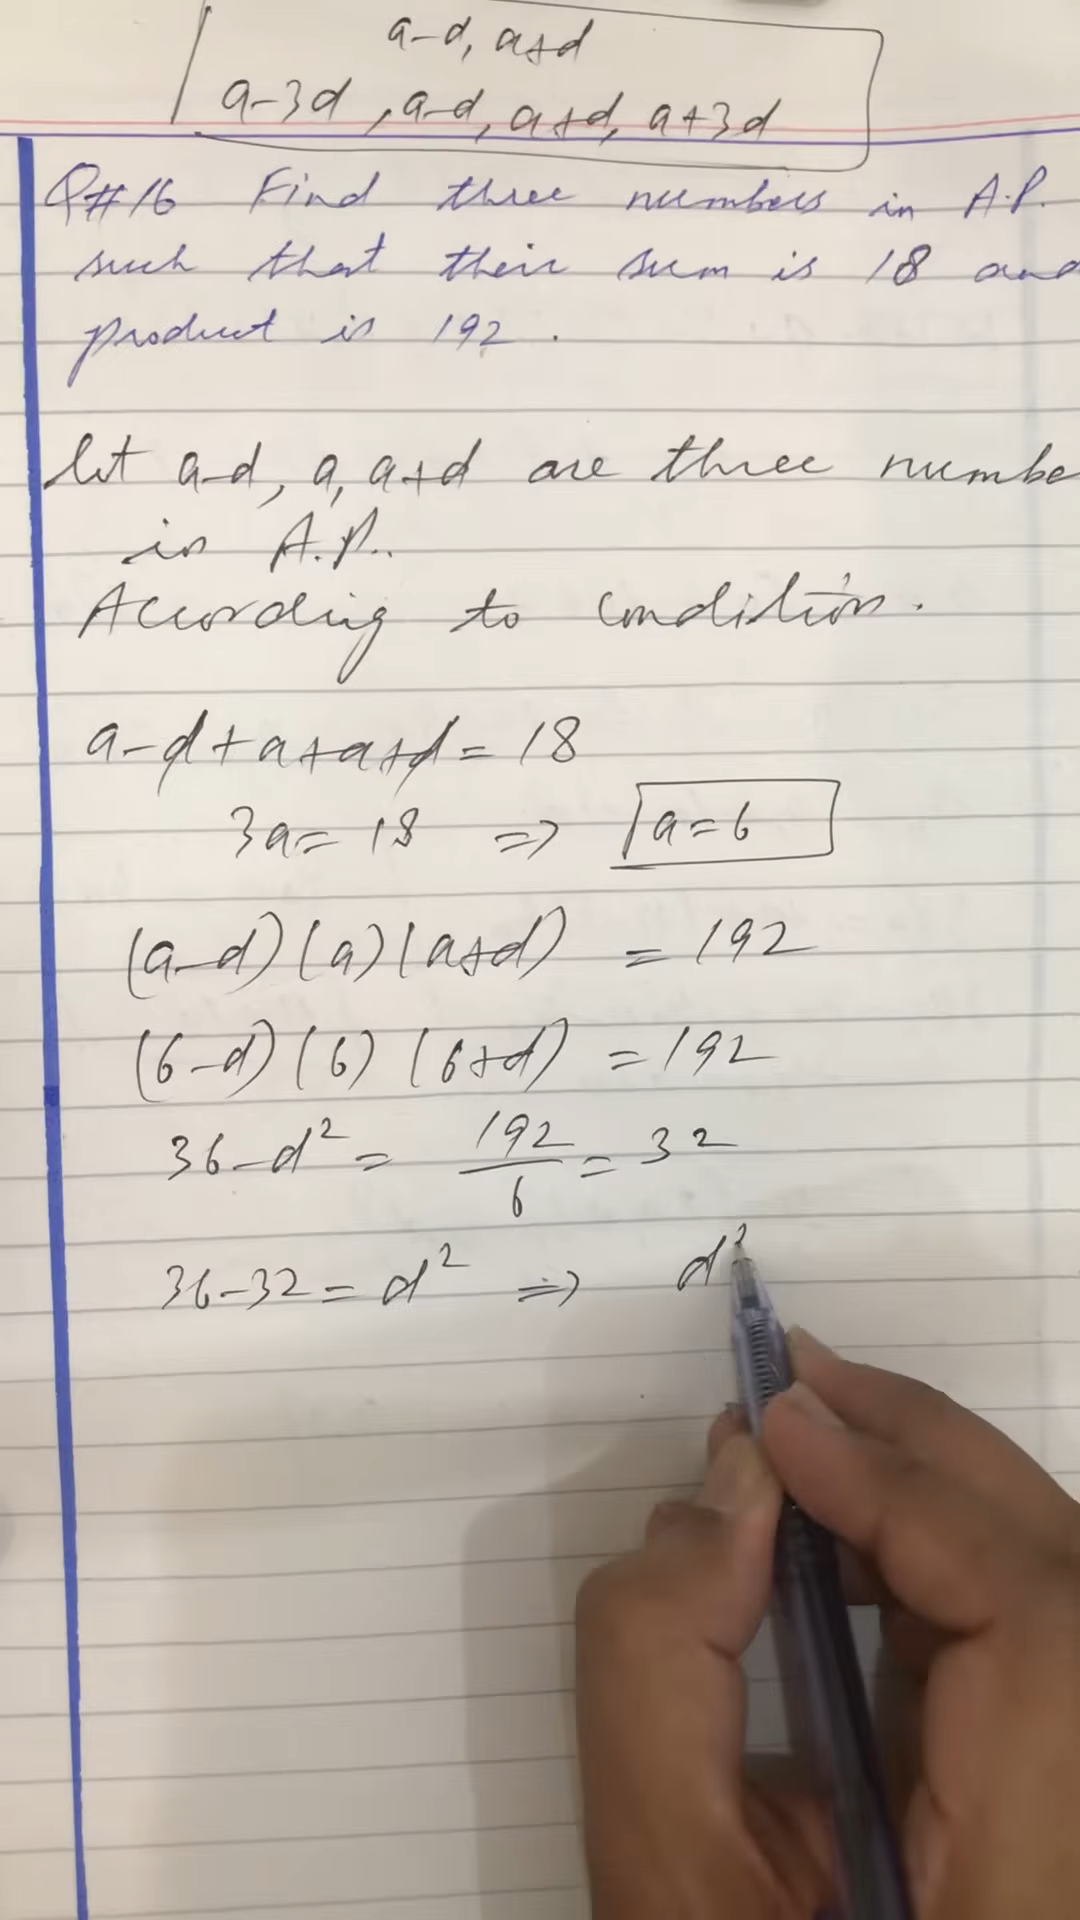 a-d, a+d
a-3d, a-d, a+d, a+3d
Q#16 Find three numbers in A.P.
such that their sum is 18 and
product is 192.
let a-d, a, a+d are three numbe
in A.P..
According to condition.
a-d+a+a+d=18
3a=18 => a=6
(a-d)(a)(a+d) = 192
(6-d)(6)(6+d) = 192
36-d² = 192/6 = 32
36-32=d² => d²